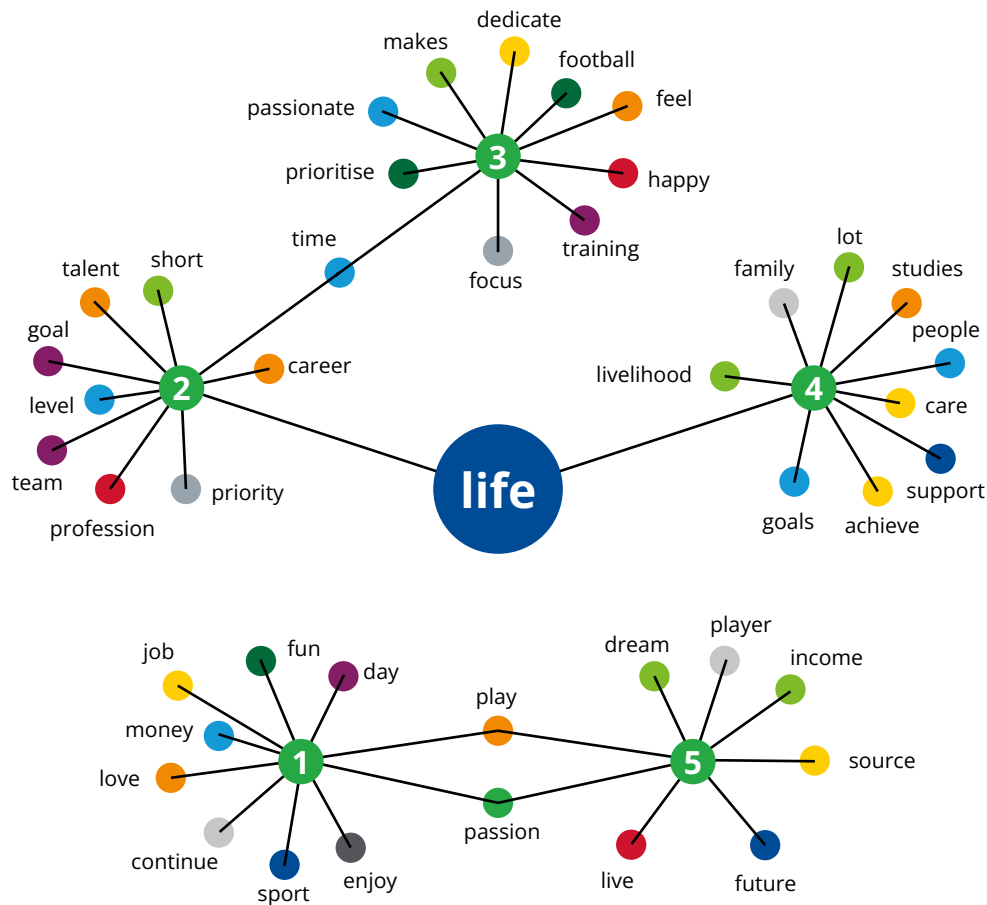 dedicate
makes
football
passionate
feel
3
prioritise
happy
time
training
focus
lot
talent
short
family
studies
goal
people
career
livelihood
2
4
level
care
team
life
priority
support
profession
goals
achieve
player
job
fun
dream
income
day
play
money
1
5
source
love
passion
continue
enjoy
live
future
sport